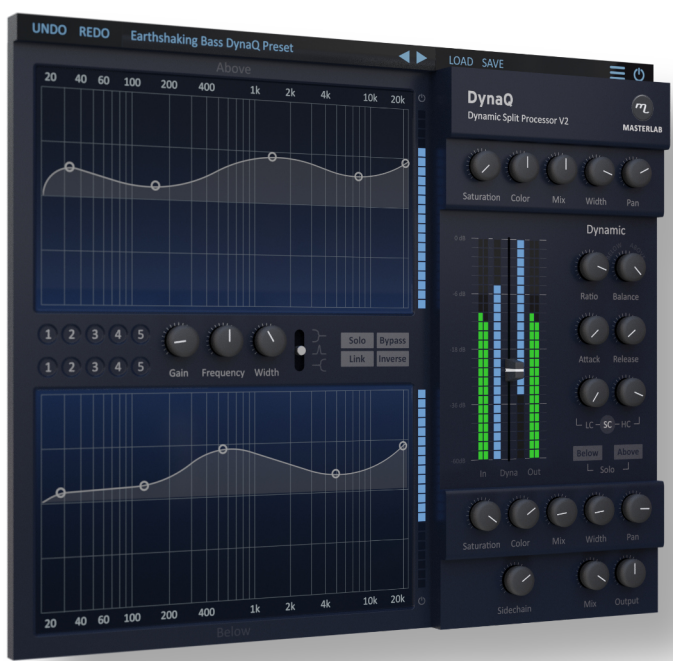 UNDO REDO Earthshaking Bass DynaQ Preset
LOAD SAVE
Above
20 40 60 100 200 400 1k 2k 4k 10k 20k
DynaQ
Dynamic Split Processor V2
MASTERLAB
Saturation Color Mix Width Pan
Dynamic
0 dB
Ratio Balance
Attack Release
LC SC HC
Below Above
Solo
In Dyna Out
1 2 3 4 5
1 2 3 4 5
Gain Frequency Width
Solo Bypass
Link Inverse
20 40 60 100 200 400 1k 2k 4k 10k 20k
Below
Saturation Color Mix Width Pan
Sidechain Mix Output